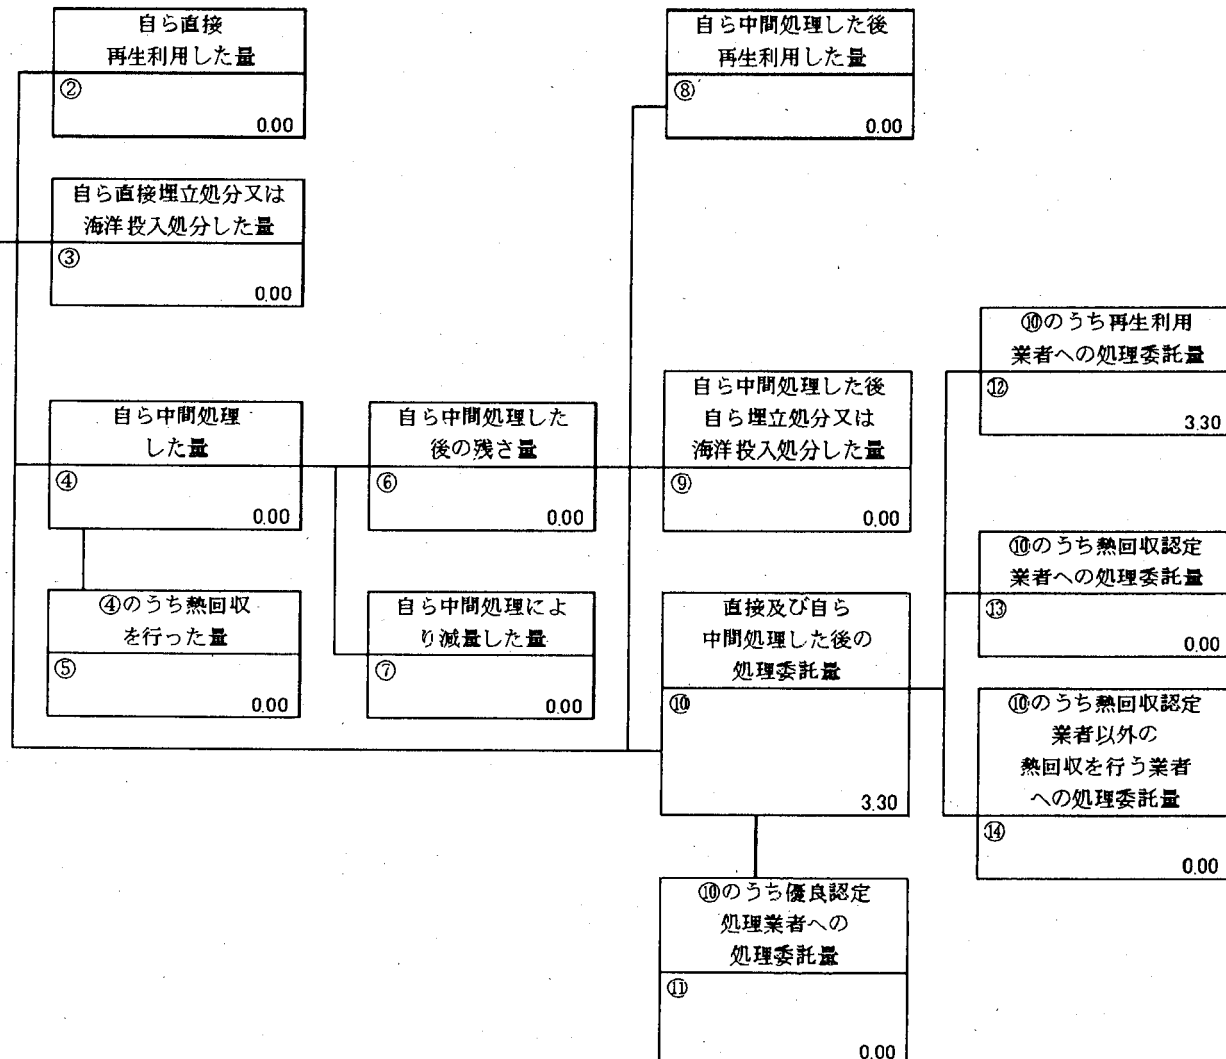 自ら直接
再生利用した量
②
0.00
自ら中間処理した後
再生利用した量
⑧
0.00
自ら直接埋立処分又は
海洋投入処分した量
③
0.00
⑩のうち再生利用
業者への処理委託量
⑫
3.30
自ら中間処理
した量
④
0.00
自ら中間処理した
後の残さ量
⑥
0.00
自ら中間処理した後
自ら埋立処分又は
海洋投入処分した量
⑨
0.00
⑩のうち熱回収認定
業者への処理委託量
⑬
0.00
④のうち熱回収
を行った量
⑤
0.00
自ら中間処理によ
り減量した量
⑦
0.00
直接及び自ら
中間処理した後の
処理委託量
⑩
3.30
⑩のうち熱回収認定
業者以外の
熱回収を行う業者
への処理委託量
⑭
0.00
⑩のうち優良認定
処理業者への
処理委託量
⑪
0.00